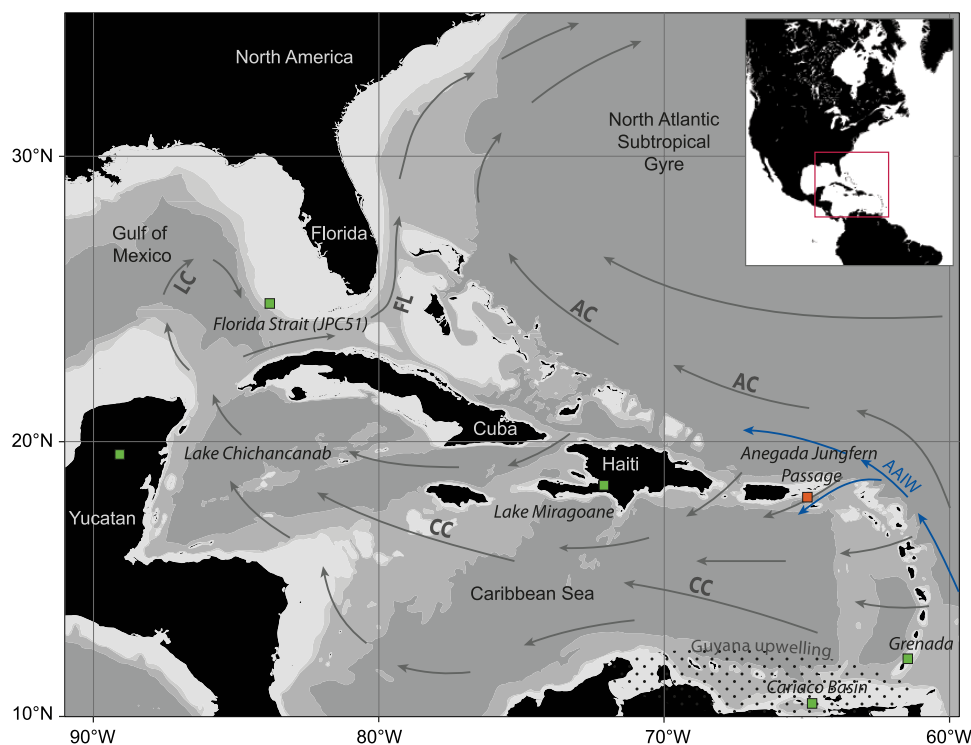 North America
North Atlantic
Subtropical
Gyre
30°N
Gulf of
Mexico
Florida
LC
FL
Florida Strait (JPC51)
AC
AC
20°N
Cuba
Lake Chichancanab
Haiti
Anegada Jungfern
Passage
AAIW
Yucatan
Lake Miragoane
CC
CC
Caribbean Sea
Guyana upwelling
Grenada
Cariaco Basin
10°N
90°W
80°W
70°W
60°W